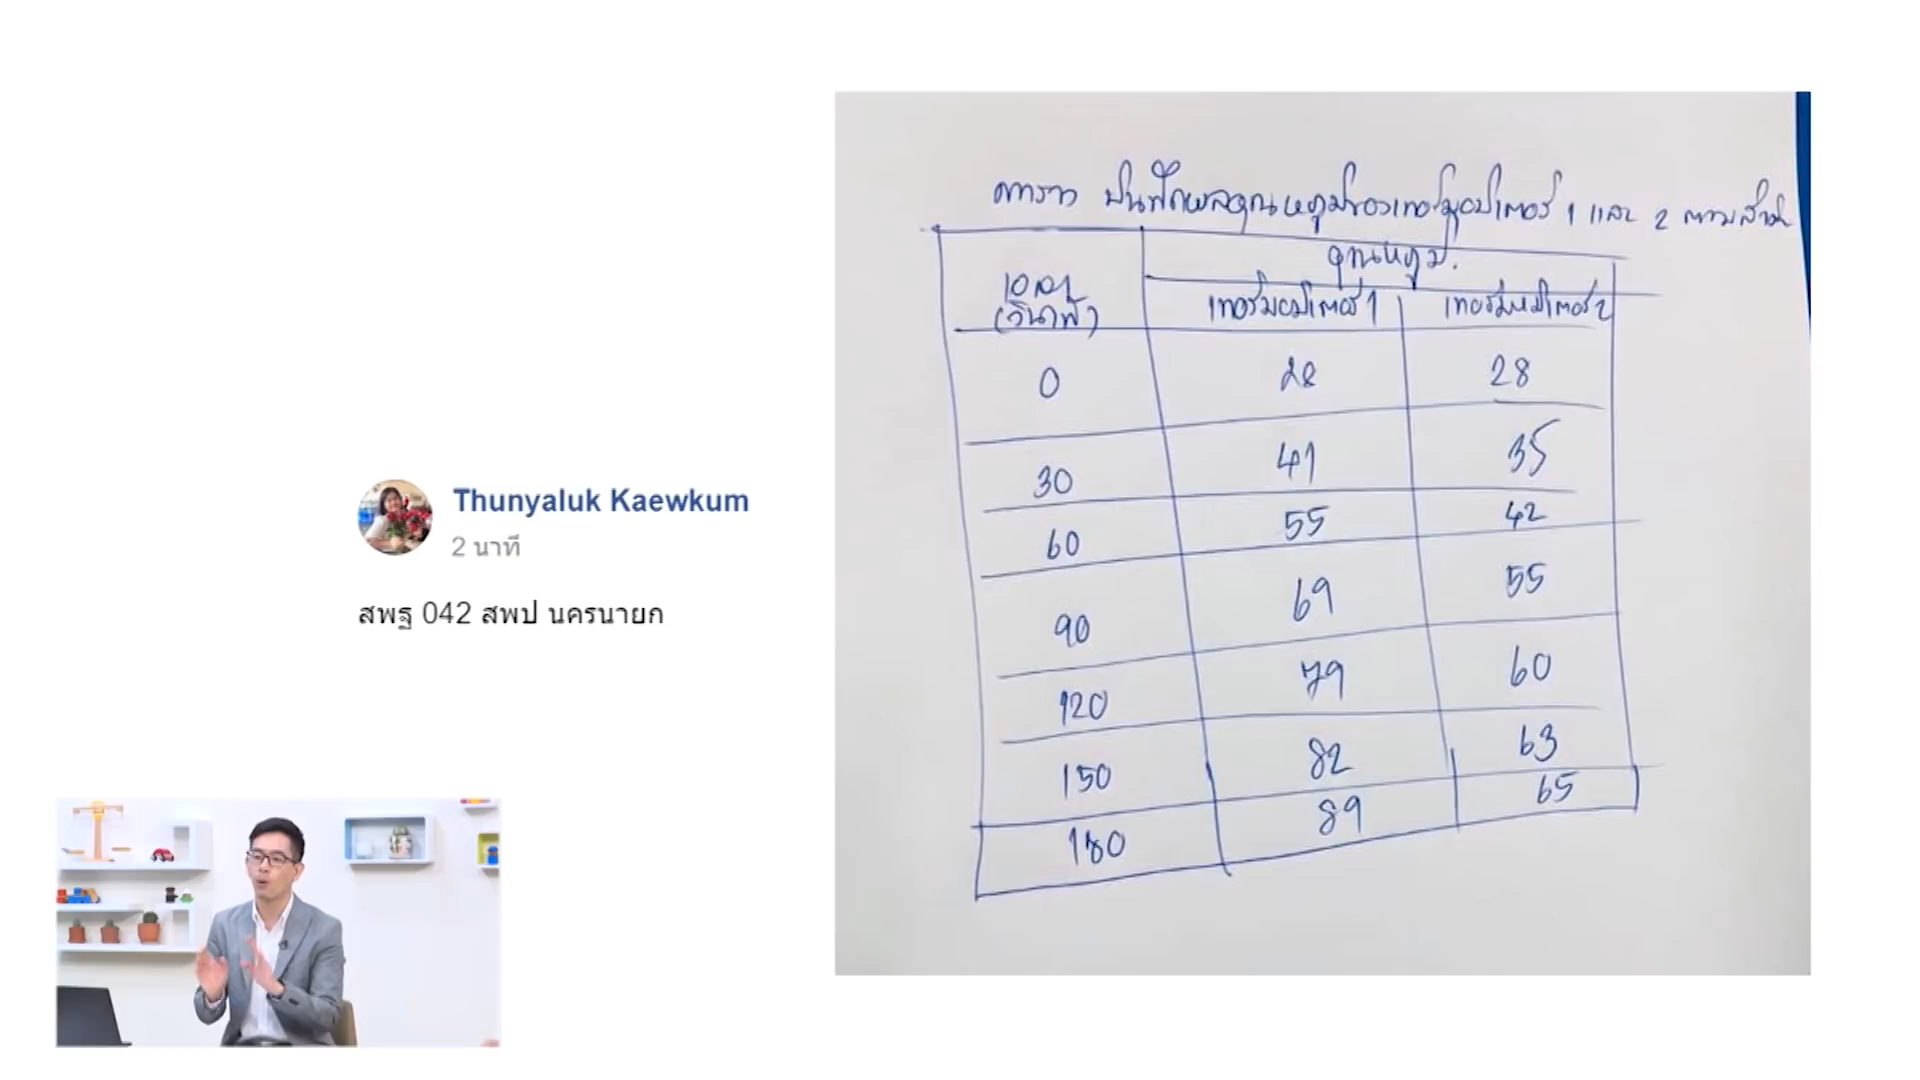 Thunyaluk Kaewkum
2 นาที
สพฐ 042 สพป นครนายก
ตาราง บันทึกผลอุณหภูมิของเทอร์มอมิเตอร์ 1 และ 2 ตามลำดับ
เวลา
(วินาที)
อุณหภูมิ.
เทอร์มอมิเตอร์ 1 เทอร์มอมิเตอร์ 2
0 28 28
30 41 35
60 55 42
90 69 55
120 79 60
150 82 63
180 89 65